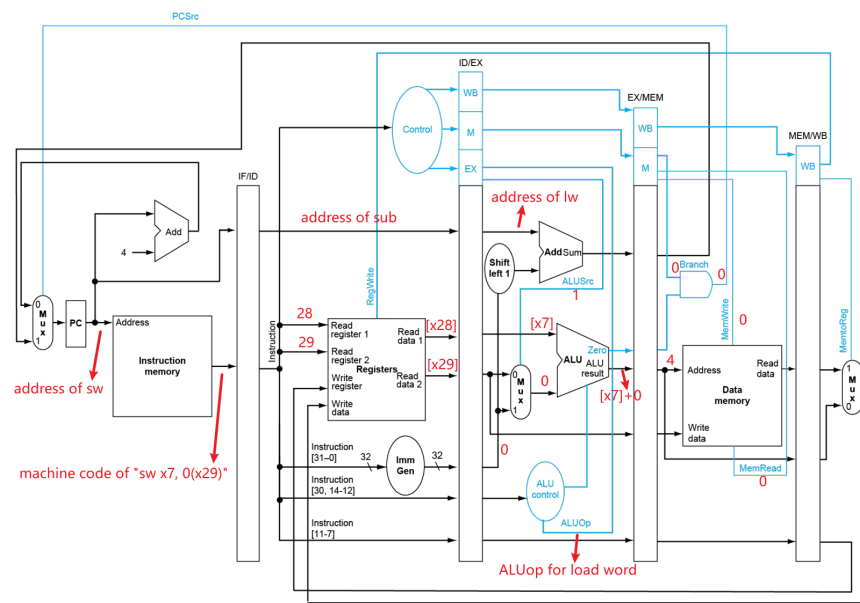 PCSrc
ID/EX
WB
EX/MEM
Control
M
WB
MEM/WB
EX
M
WB
IF/ID
address of sub
address of lw
Add
4
Add Sum
Shift
left 1
0
Branch
ALUSrc
1
0
M
u
x
1
PC
Address
Instruction
memory
Instruction
RegWrite
28
Read
register 1
29
Read
register 2
Registers
Write
register
Write
data
Read
data 1
Read
data 2
[x28]
[x29]
[x7]
ALU
Zero
ALU
result
0
M
u
x
1
0
0
[x7]+0
0
MemWrite
0
4
Address
Read
data
Data
memory
Write
data
MemRead
0
MemtoReg
1
M
u
x
0
address of sw
machine code of "sw x7, 0(x29)"
Instruction
[31–0]
32
Imm
Gen
32
Instruction
[30, 14-12]
ALU
control
Instruction
[11-7]
ALUOp
ALUop for load word